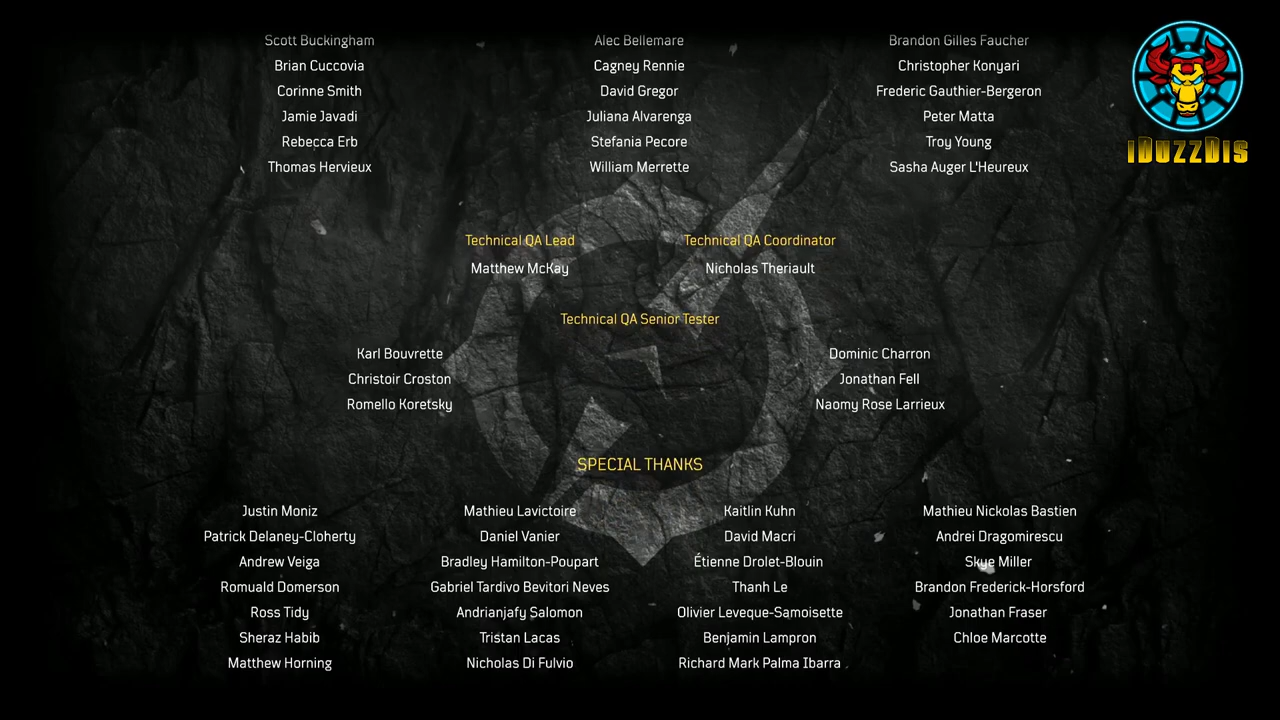 Scott Buckingham Alec Bellemare Brandon Gilles Faucher
Brian Cuccovia Cagney Rennie Christopher Konyari
Corinne Smith David Gregor Frederic Gauthier-Bergeron
Jamie Javadi Juliana Alvarenga Peter Matta
Rebecca Erb Stefania Pecore Troy Young
Thomas Hervieux William Merrette Sasha Auger L'Heureux
iDuzzDis
Technical QA Lead Technical QA Coordinator
Matthew McKay Nicholas Theriault
Technical QA Senior Tester
Karl Bouvrette Dominic Charron
Christoir Croston Jonathan Fell
Romello Koretsky Naomy Rose Larrieux
SPECIAL THANKS
Justin Moniz Mathieu Lavictoire Kaitlin Kuhn Mathieu Nickolas Bastien
Patrick Delaney-Cloherty Daniel Vanier David Macri Andrei Dragomirescu
Andrew Veiga Bradley Hamilton-Poupart Étienne Drolet-Blouin Skye Miller
Romuald Domerson Gabriel Tardivo Bevitori Neves Thanh Le Brandon Frederick-Horsford
Ross Tidy Andrianjafy Salomon Olivier Leveque-Samoisette Jonathan Fraser
Sheraz Habib Tristan Lacas Benjamin Lampron Chloe Marcotte
Matthew Horning Nicholas Di Fulvio Richard Mark Palma Ibarra